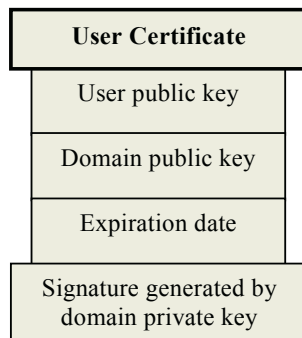 User Certificate
User public key
Domain public key
Expiration date
Signature generated by
domain private key